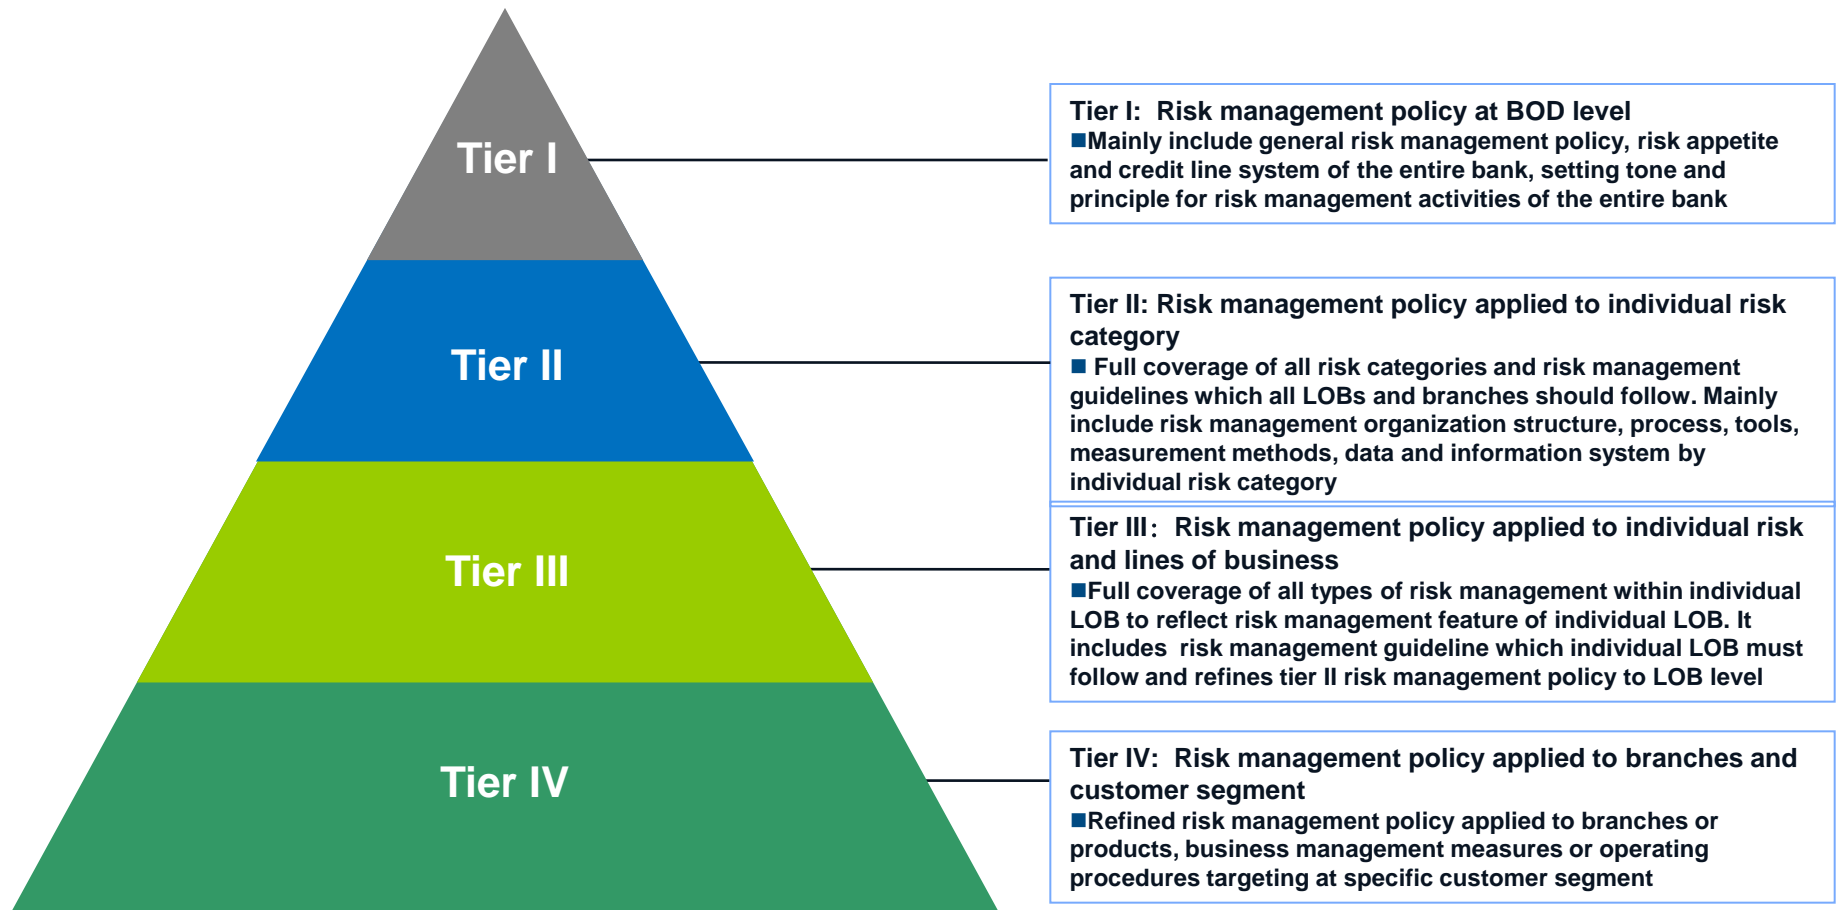 Tier I
Tier I:  Risk management policy at BOD level
■Mainly include general risk management policy, risk appetite
and credit line system of the entire bank, setting tone and
principle for risk management activities of the entire bank
Tier II
Tier II: Risk management policy applied to individual risk
category
■ Full coverage of all risk categories and risk management
guidelines which all LOBs and branches should follow. Mainly
include risk management organization structure, process, tools,
measurement methods, data and information system by
individual risk category
Tier III
Tier III：Risk management policy applied to individual risk
and lines of business
■Full coverage of all types of risk management within individual
LOB to reflect risk management feature of individual LOB. It
includes  risk management guideline which individual LOB must
follow and refines tier II risk management policy to LOB level
Tier IV
Tier IV:  Risk management policy applied to branches and
customer segment
■Refined risk management policy applied to branches or
products, business management measures or operating
procedures targeting at specific customer segment